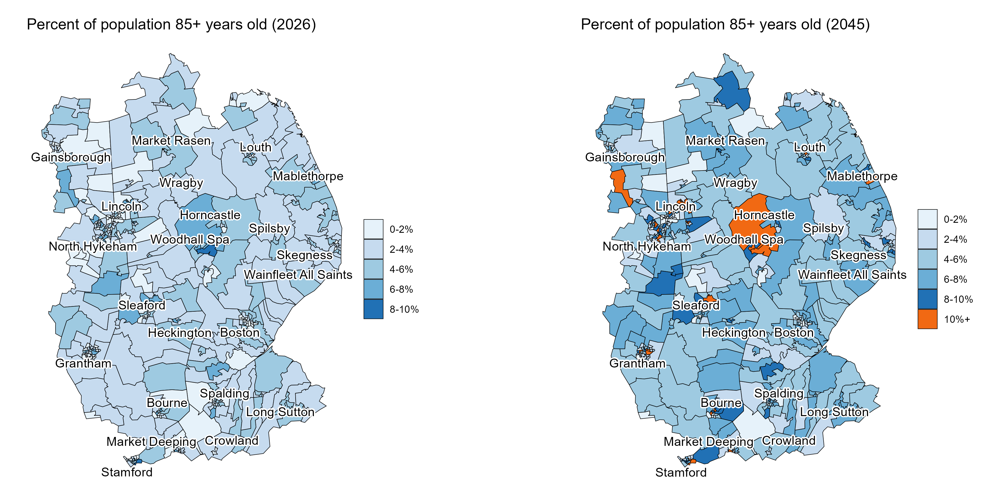 Percent of population 85+ years old (2026)
Market Rasen
Louth
Gainsborough
Mablethorpe
Wragby
Lincoln
Horncastle
Spilsby
Woodhall Spa
North Hykeham
Skegness
Wainfleet All Saints
Sleaford
Heckington
Boston
Grantham
Spalding
Bourne
Long Sutton
Market Deeping
Crowland
Stamford
0-2%
2-4%
4-6%
6-8%
8-10%
Percent of population 85+ years old (2045)
Market Rasen
Louth
Gainsborough
Mablethorpe
Wragby
Lincoln
Horncastle
Spilsby
Woodhall Spa
North Hykeham
Skegness
Wainfleet All Saints
Sleaford
Heckington
Boston
Grantham
Spalding
Bourne
Long Sutton
Market Deeping
Crowland
Stamford
0-2%
2-4%
4-6%
6-8%
8-10%
10%+